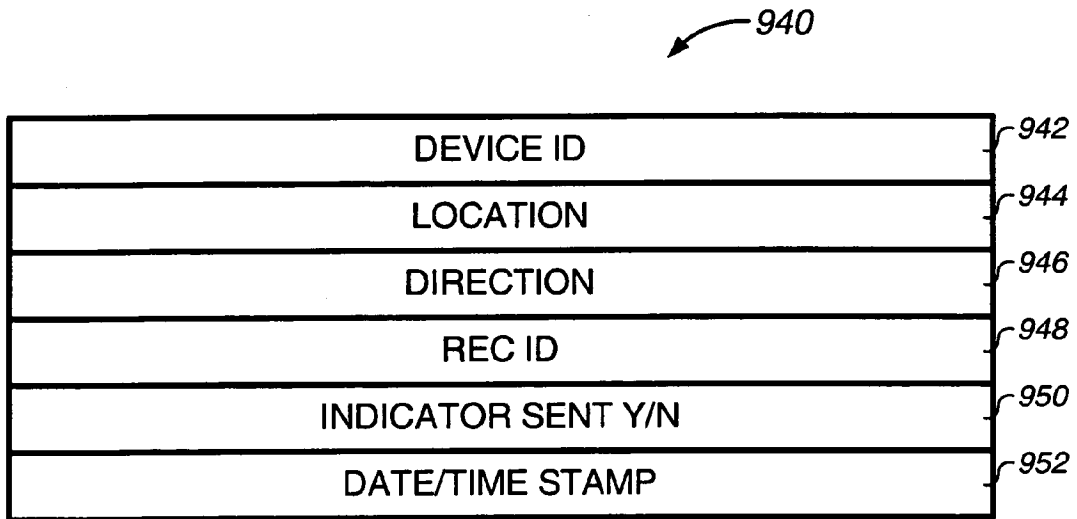 940
DEVICE ID 942
LOCATION 944
DIRECTION 946
REC ID 948
INDICATOR SENT Y/N 950
DATE/TIME STAMP 952